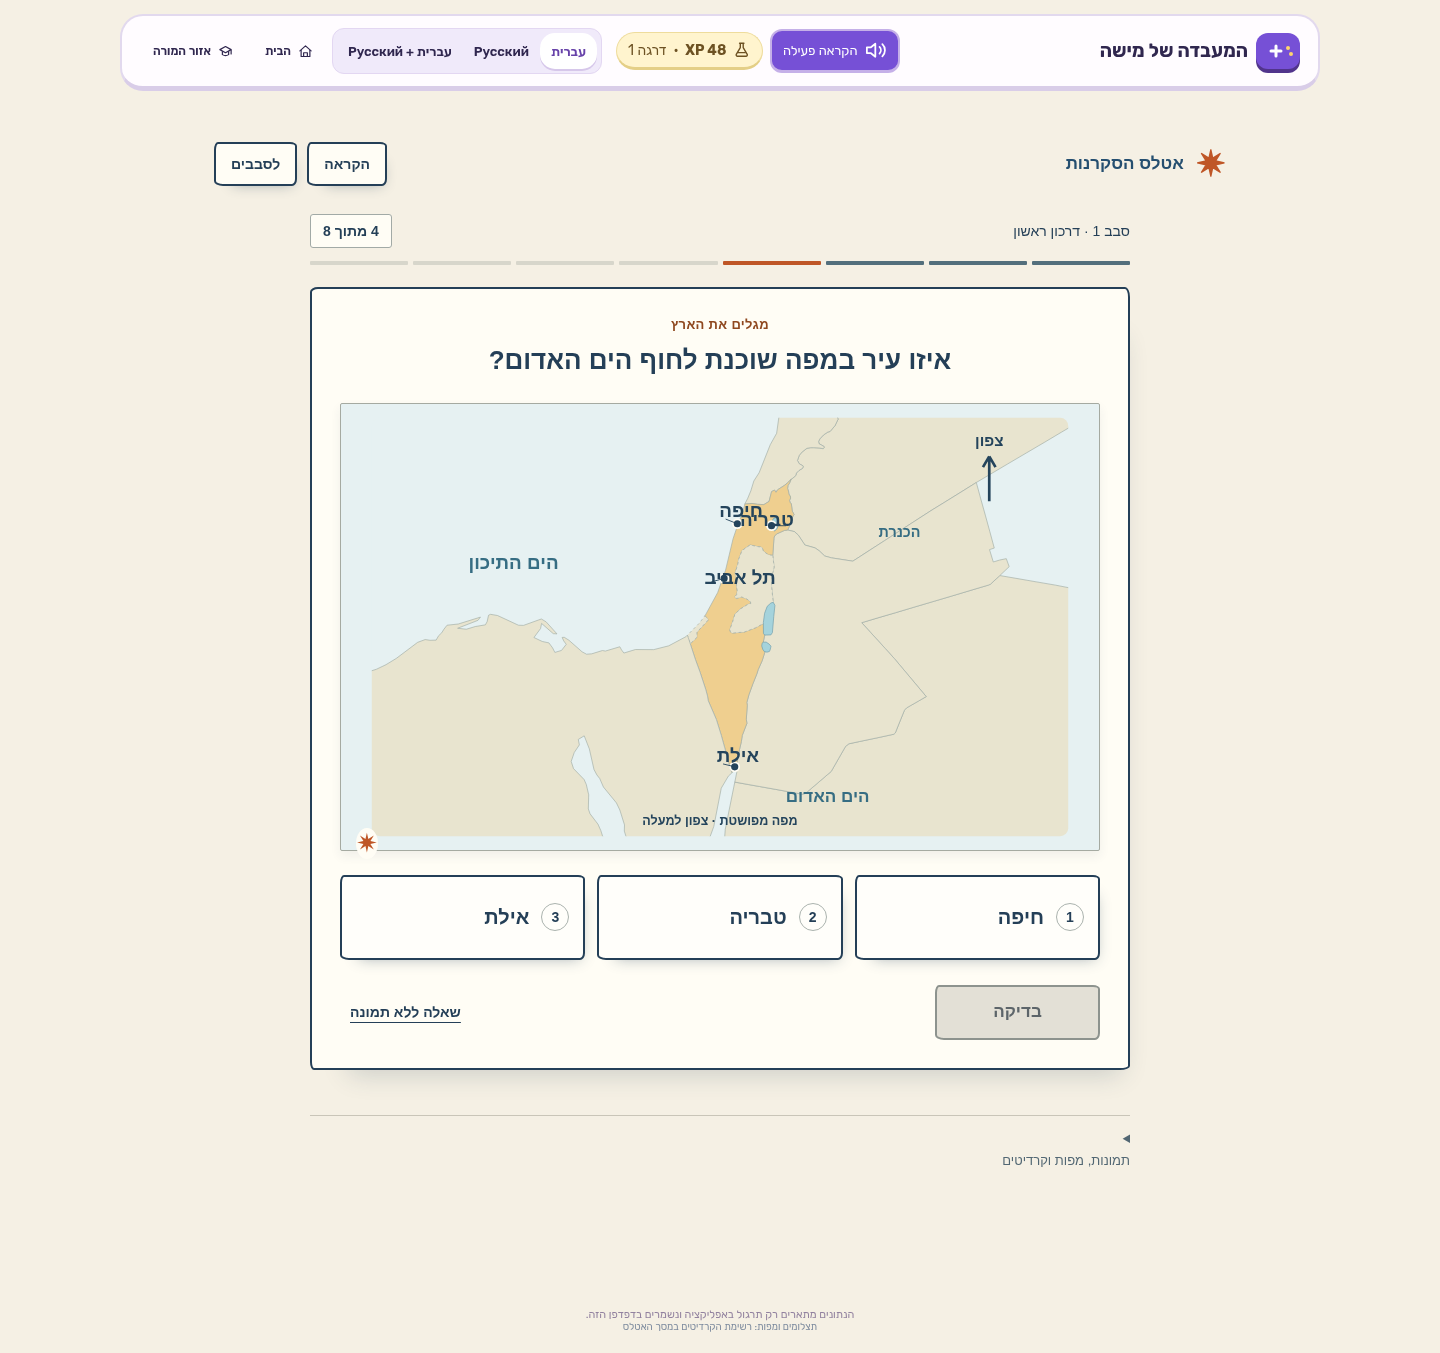 המעבדה של מישה
הקראה פעילה
48 XP • דרגה 1
עברית
Русский
עברית + Русский
הבית
אזור המורה
אטלס הסקרנות
הקראה
לסבבים
סבב 1 · דרכון ראשון
4 מתוך 8
מגלים את הארץ
איזו עיר במפה שוכנת לחוף הים האדום?
צפון
חיפה
טבריה
הכנרת
הים התיכון
תל אביב
אילת
הים האדום
מפה מפושטת · צפון למעלה
1 חיפה
2 טבריה
3 אילת
בדיקה
שאלה ללא תמונה
תמונות, מפות וקרדיטים
הנתונים מתארים רק תרגול באפליקציה ונשמרים בדפדפן הזה.
תצלומים ומפות: רשימת הקרדיטים במסך האטלס